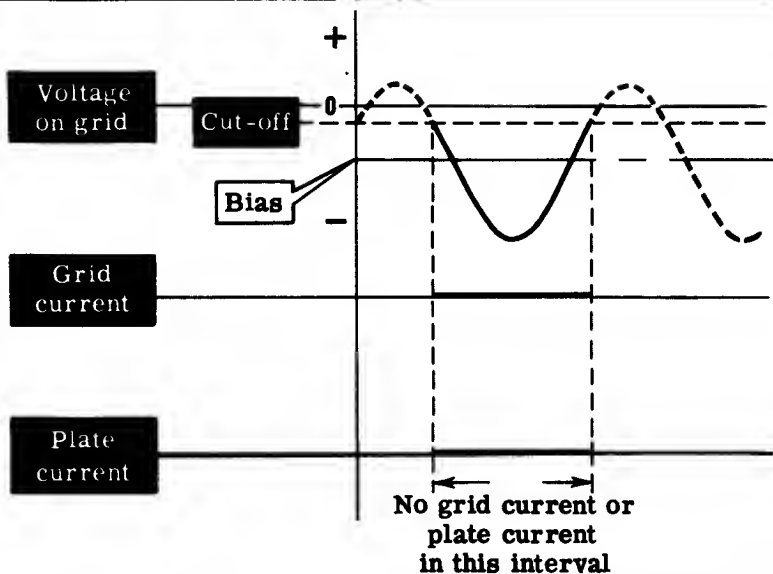 +
Voltage
on grid
0
Cut-off
Bias
−
Grid
current
Plate
current
No grid current or
plate current
in this interval